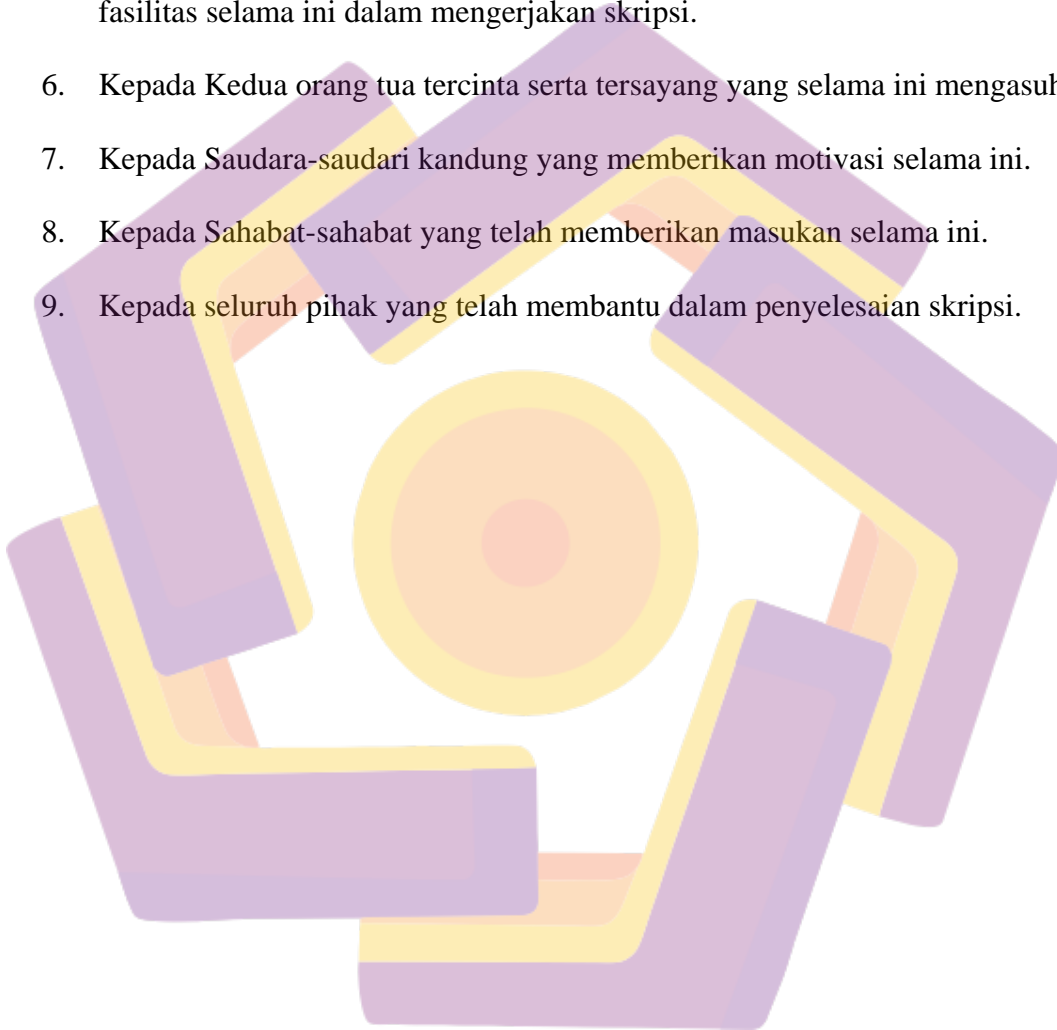 fasilitas selama ini dalam mengerjakan skripsi.
6. Kepada Kedua orang tua tercinta serta tersayang yang selama ini mengasuh
7. Kepada Saudara-saudari kandung yang memberikan motivasi selama ini.
8. Kepada Sahabat-sahabat yang telah memberikan masukan selama ini.
9. Kepada seluruh pihak yang telah membantu dalam penyelesaian skripsi.